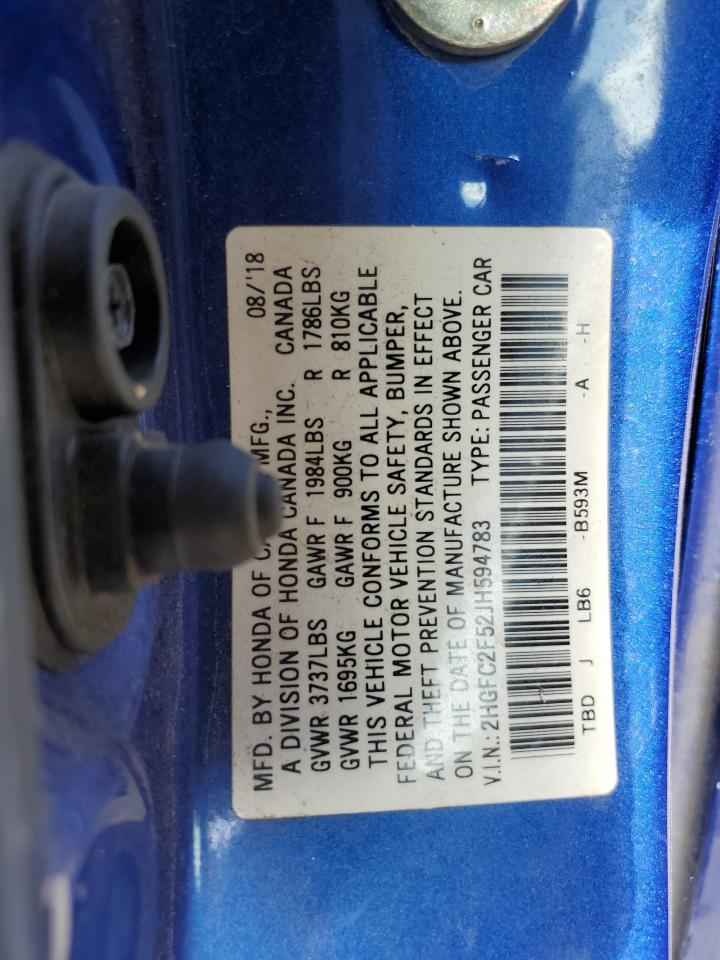 MFD. BY HONDA OF MFG., 08/'18
A DIVISION OF HONDA CANADA INC. CANADA
GVWR 3737LBS GAWR F 1984LBS R 1786LBS
GVWR 1695KG GAWR F 900KG R 810KG
THIS VEHICLE CONFORMS TO ALL APPLICABLE
FEDERAL MOTOR VEHICLE SAFETY, BUMPER,
AND THEFT PREVENTION STANDARDS IN EFFECT
ON THE DATE OF MANUFACTURE SHOWN ABOVE.
V.I.N.: 2HGFC2F52JH594783 TYPE: PASSENGER CAR
TBD J LB6 -B593M -A -H